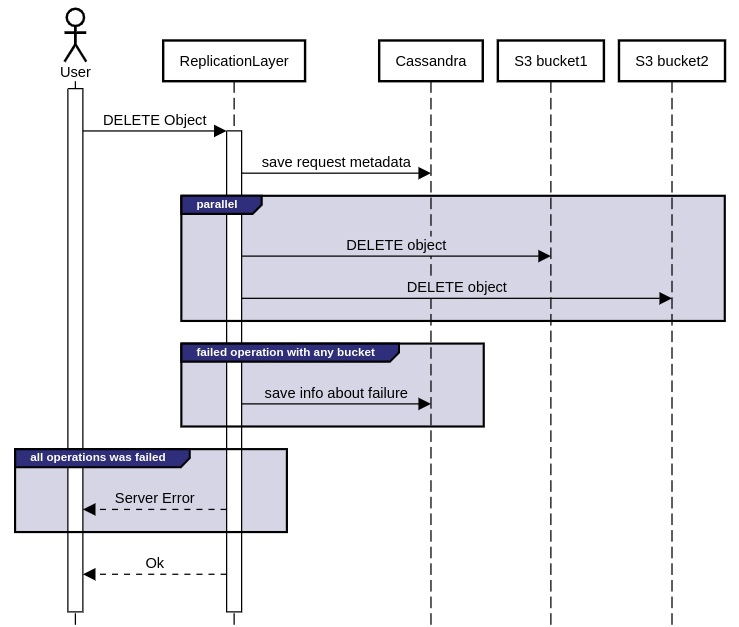 User
ReplicationLayer
Cassandra
S3 bucket1
S3 bucket2
DELETE Object
save request metadata
parallel
DELETE object
DELETE object
failed operation with any bucket
save info about failure
all operations was failed
Server Error
Ok